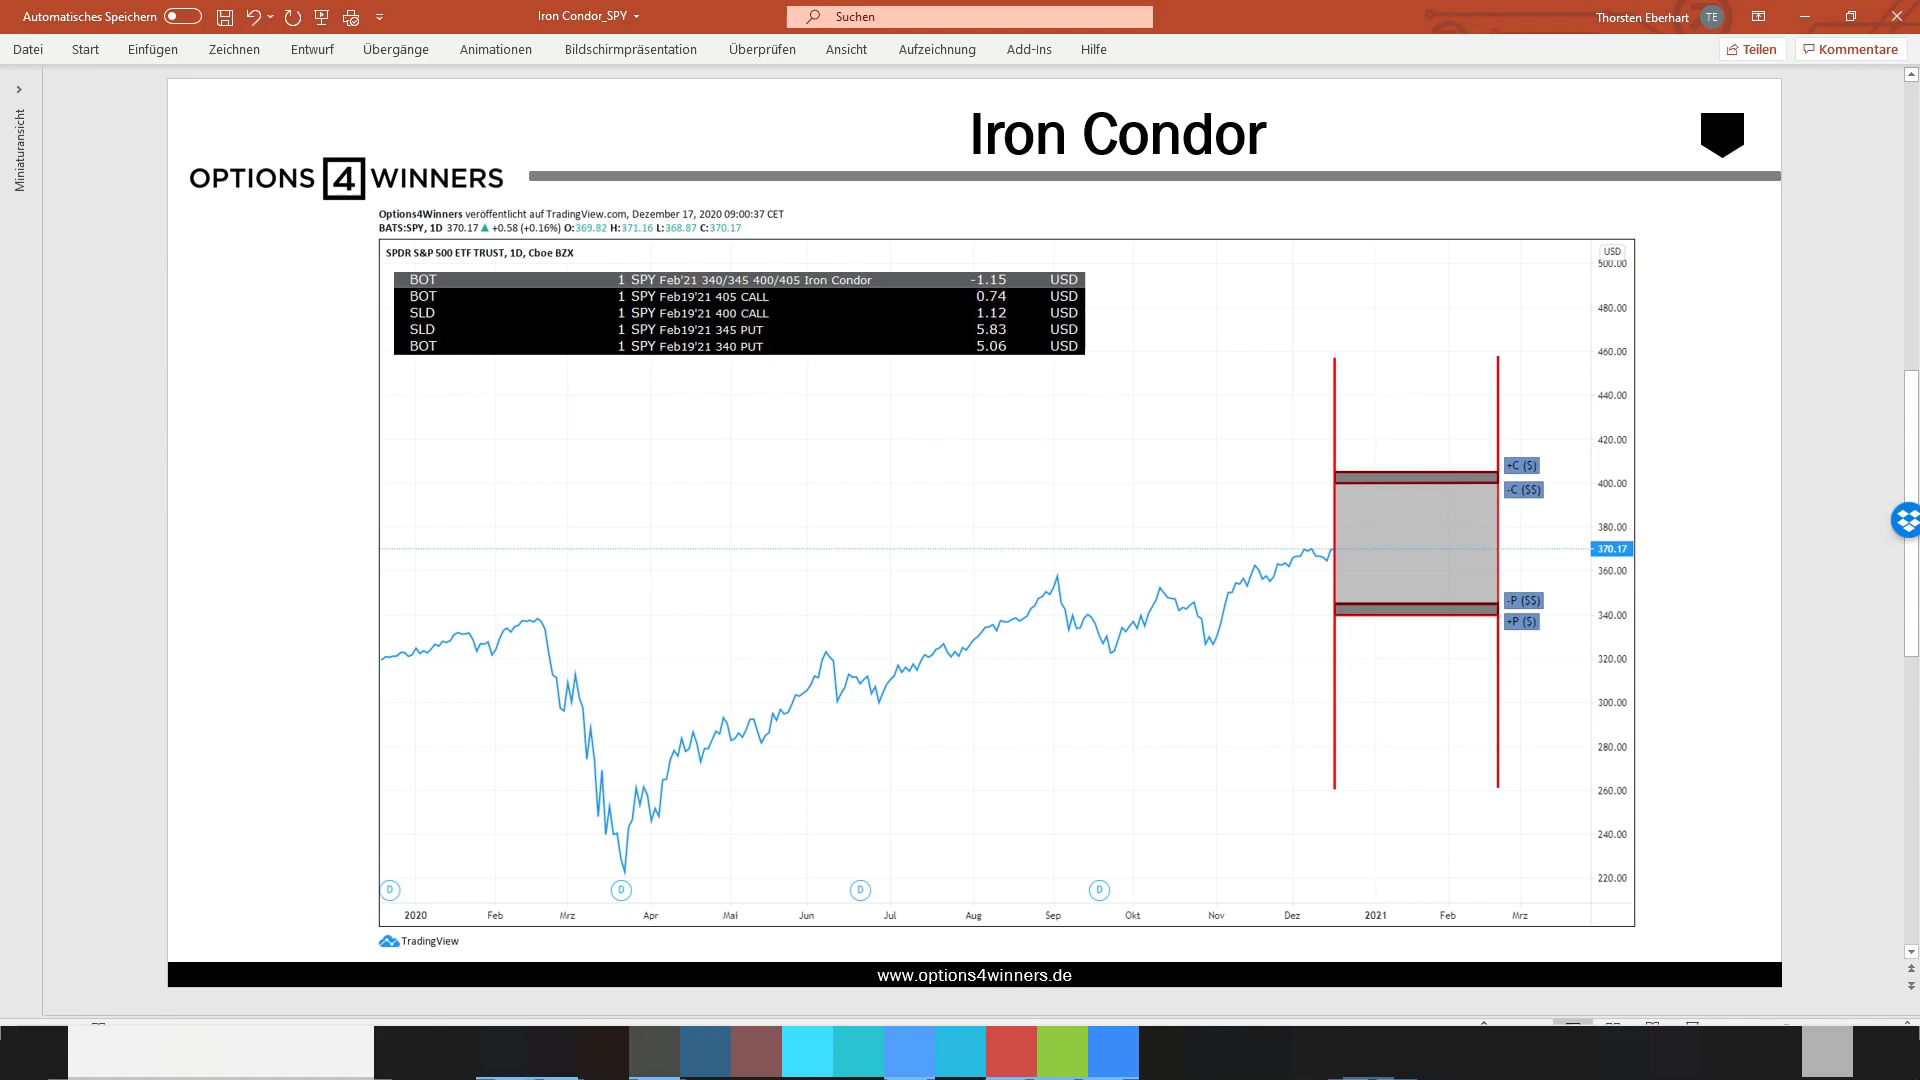 Automatisches Speichern
Iron Condor_SPY
Suchen
Thorsten Eberhart
TE
Datei Start Einfügen Zeichnen Entwurf Übergänge Animationen Bildschirmpräsentation Überprüfen Ansicht Aufzeichnung Add-Ins Hilfe Teilen Kommentare
Miniaturansicht
Iron Condor
OPTIONS 4 WINNERS
Options4Winners veröffentlicht auf TradingView.com, Dezember 17, 2020 09:00:37 CET
BATS:SPY, 1D 370.17 ▲ +0.58 (+0.16%) O:369.82 H:371.16 L:368.87 C:370.17
SPDR S&P 500 ETF TRUST, 1D, Cboe BZX
BOT 1 SPY Feb'21 340/345 400/405 Iron Condor -1.15 USD
BOT 1 SPY Feb19'21 405 CALL 0.74 USD
SLD 1 SPY Feb19'21 400 CALL 1.12 USD
SLD 1 SPY Feb19'21 345 PUT 5.83 USD
BOT 1 SPY Feb19'21 340 PUT 5.06 USD
USD
500.00
480.00
460.00
440.00
420.00
400.00
380.00
370.17
360.00
340.00
320.00
300.00
280.00
260.00
240.00
220.00
+C ($)
-C ($$)
-P ($$)
+P ($)
D D D D
2020 Feb Mrz Apr Mai Jun Jul Aug Sep Okt Nov Dez 2021 Feb Mrz
TradingView
www.options4winners.de